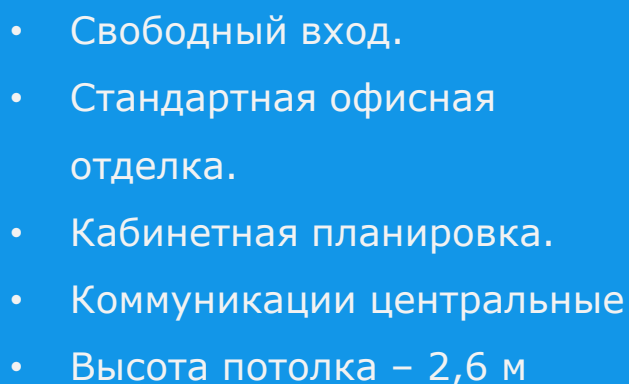 • Свободный вход.
• Стандартная офисная
отделка.
• Кабинетная планировка.
• Коммуникации центральные
• Высота потолка – 2,6 м